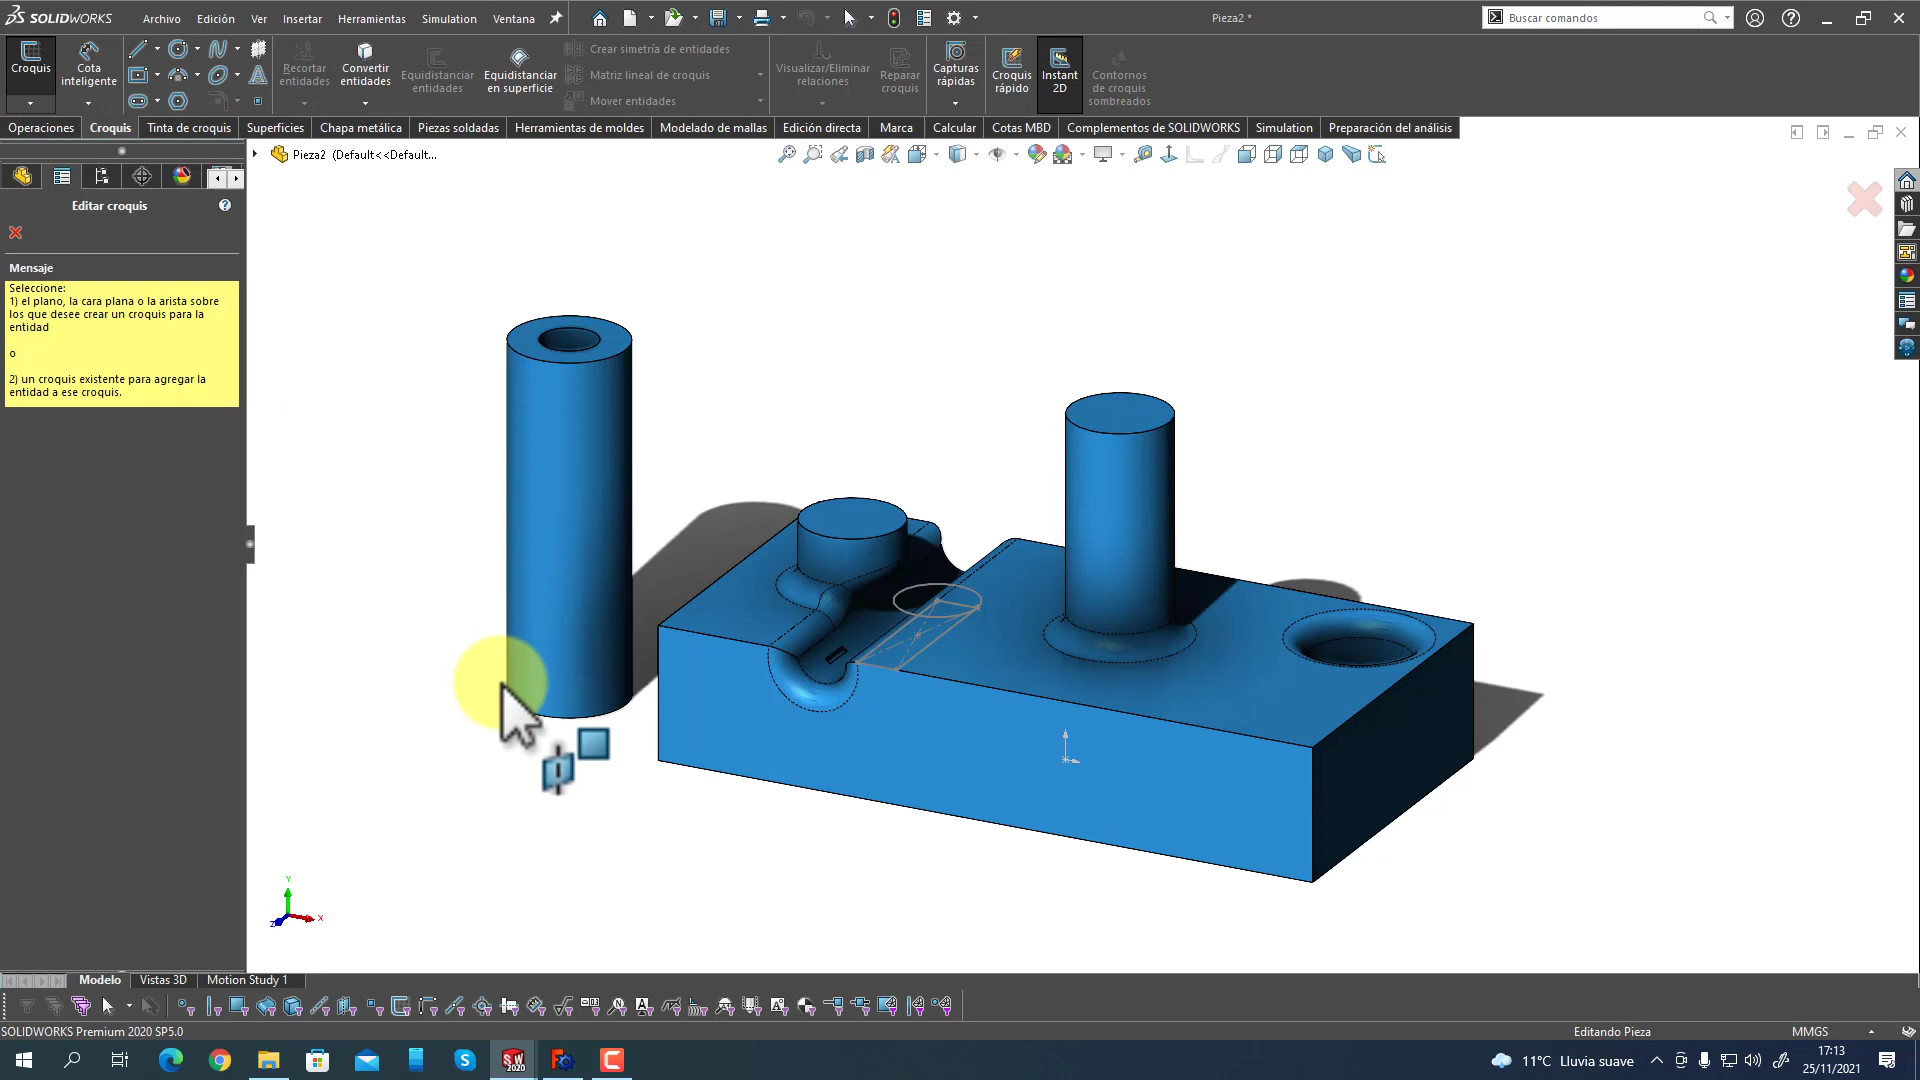 SOLIDWORKS
Archivo Edición Ver Insertar Herramientas Simulation Ventana
Pieza2 *
Buscar comandos
Croquis
Cota inteligente
Recortar entidades
Convertir entidades
Equidistanciar entidades
Equidistanciar en superficie
Crear simetría de entidades
Matriz lineal de croquis
Mover entidades
Visualizar/Eliminar relaciones
Reparar croquis
Capturas rápidas
Croquis rápido
Instant 2D
Contornos de croquis sombreados
Operaciones Croquis Tinta de croquis Superficies Chapa metálica Piezas soldadas Herramientas de moldes Modelado de mallas Edición directa Marca Calcular Cotas MBD Complementos de SOLIDWORKS Simulation Preparación del análisis
Pieza2 (Default<<Default...
Editar croquis
Mensaje
Seleccione:
1) el plano, la cara plana o la arista sobre
los que desee crear un croquis para la
entidad
o
2) un croquis existente para agregar la
entidad a ese croquis.
Y
X
Z
Modelo Vistas 3D Motion Study 1
SOLIDWORKS Premium 2020 SP5.0
Editando Pieza
MMGS
11°C Lluvia suave
17:13
25/11/2021